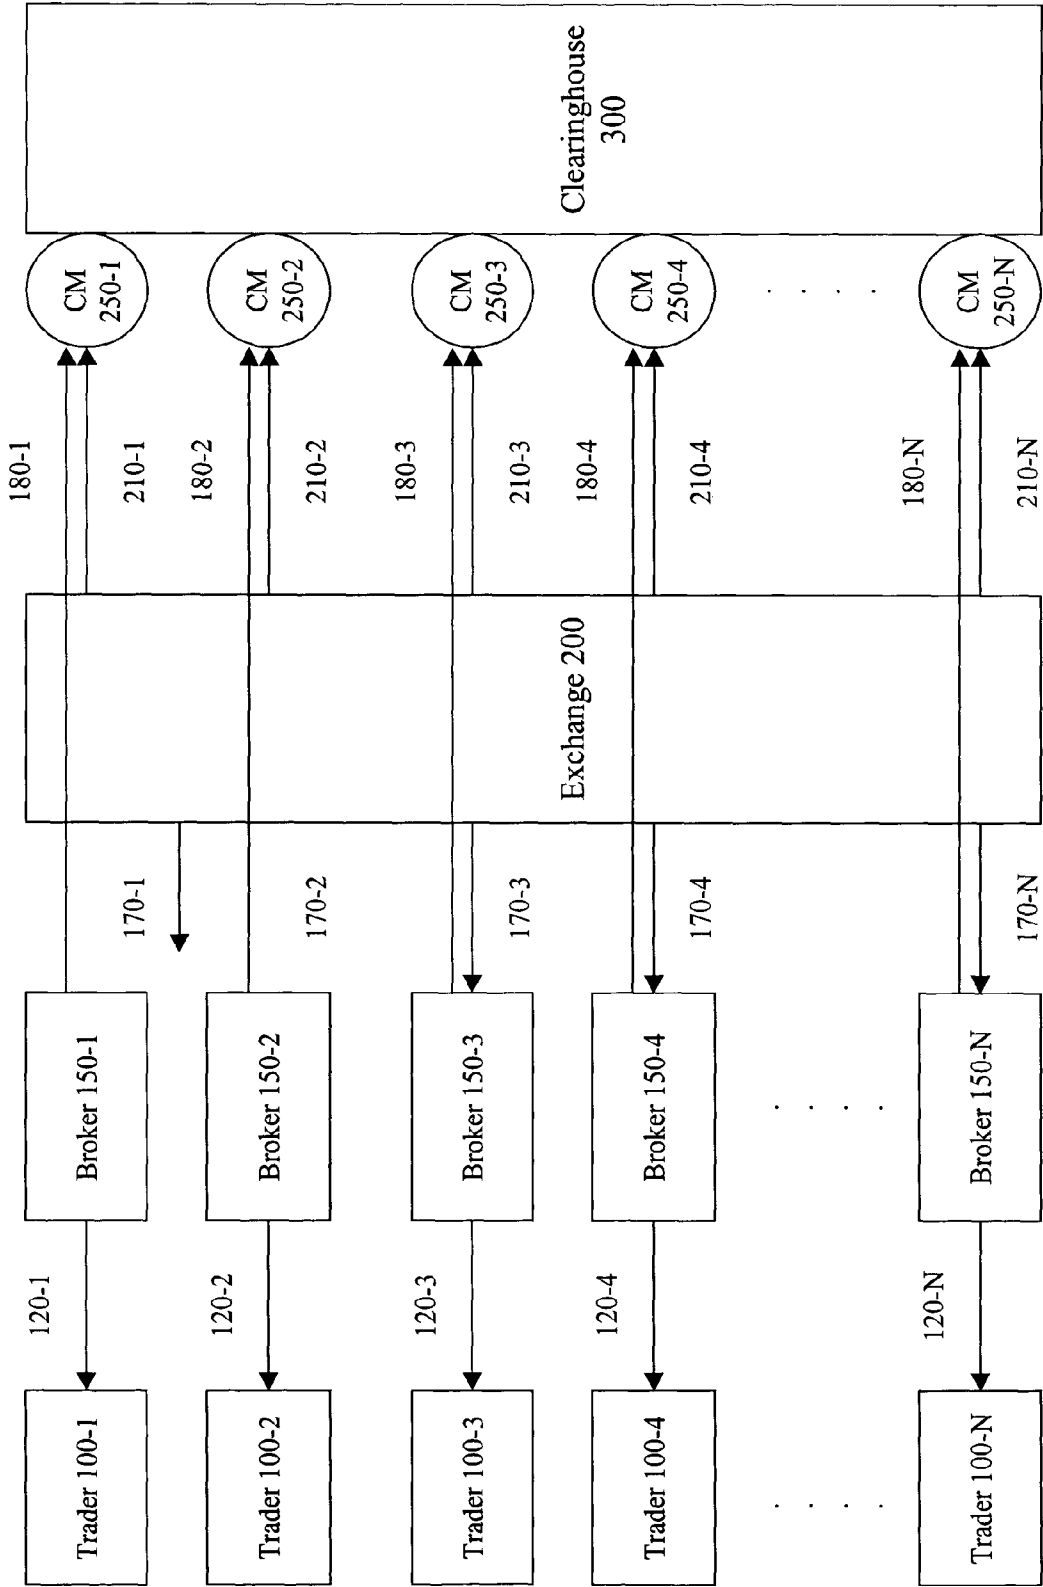 Trader 100-1
Trader 100-2
Trader 100-3
Trader 100-4
. . . .
Trader 100-N
120-1
120-2
120-3
120-4
120-N
Broker 150-1
Broker 150-2
Broker 150-3
Broker 150-4
. . . .
Broker 150-N
170-1
170-2
170-3
170-4
170-N
Exchange 200
180-1
210-1
180-2
210-2
180-3
210-3
180-4
210-4
180-N
210-N
CM
250-1
CM
250-2
CM
250-3
CM
250-4
. . . .
CM
250-N
Clearinghouse
300